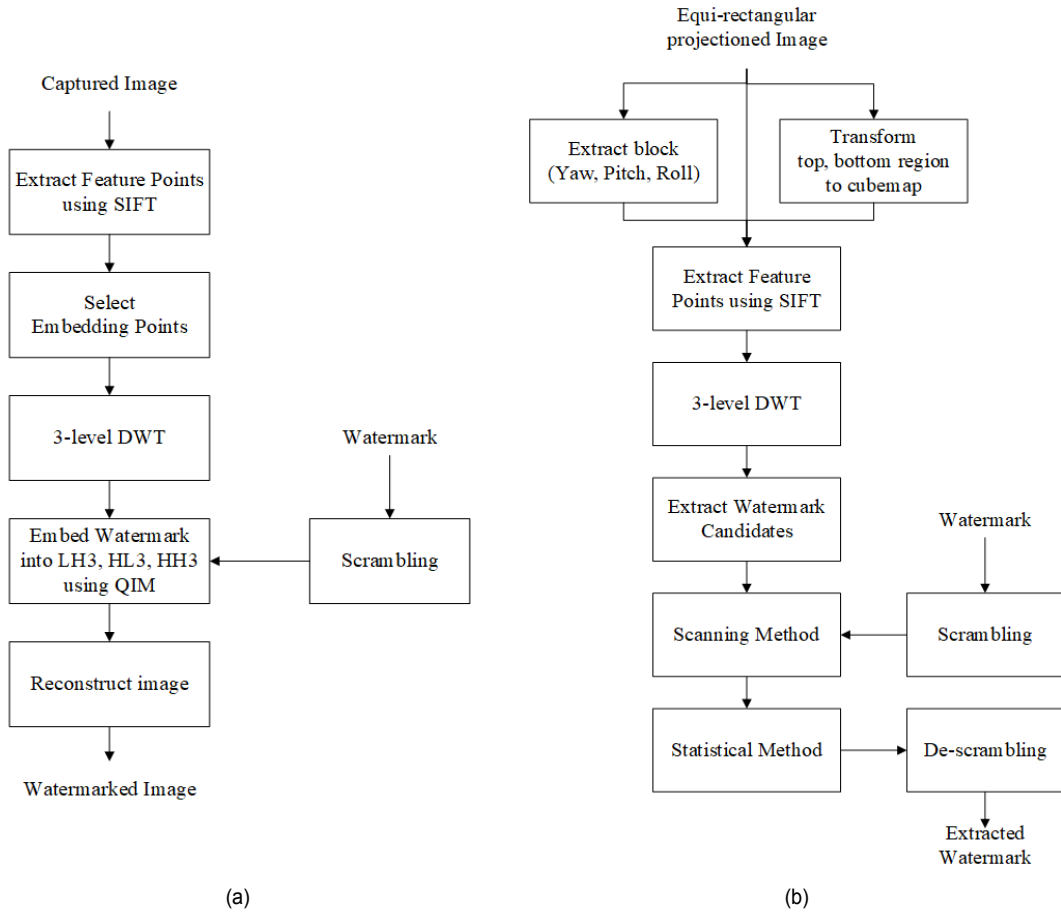 Captured Image
Extract Feature Points
using SIFT
Select
Embedding Points
3-level DWT
Watermark
Embed Watermark
into LH3, HL3, HH3
using QIM
Scrambling
Reconstruct image
Watermarked Image
(a)
Equi-rectangular
projectioned Image
Extract block
(Yaw, Pitch, Roll)
Transform
top, bottom region
to cubemap
Extract Feature
Points using SIFT
3-level DWT
Extract Watermark
Candidates
Watermark
Scanning Method
Scrambling
Statistical Method
De-scrambling
Extracted
Watermark
(b)